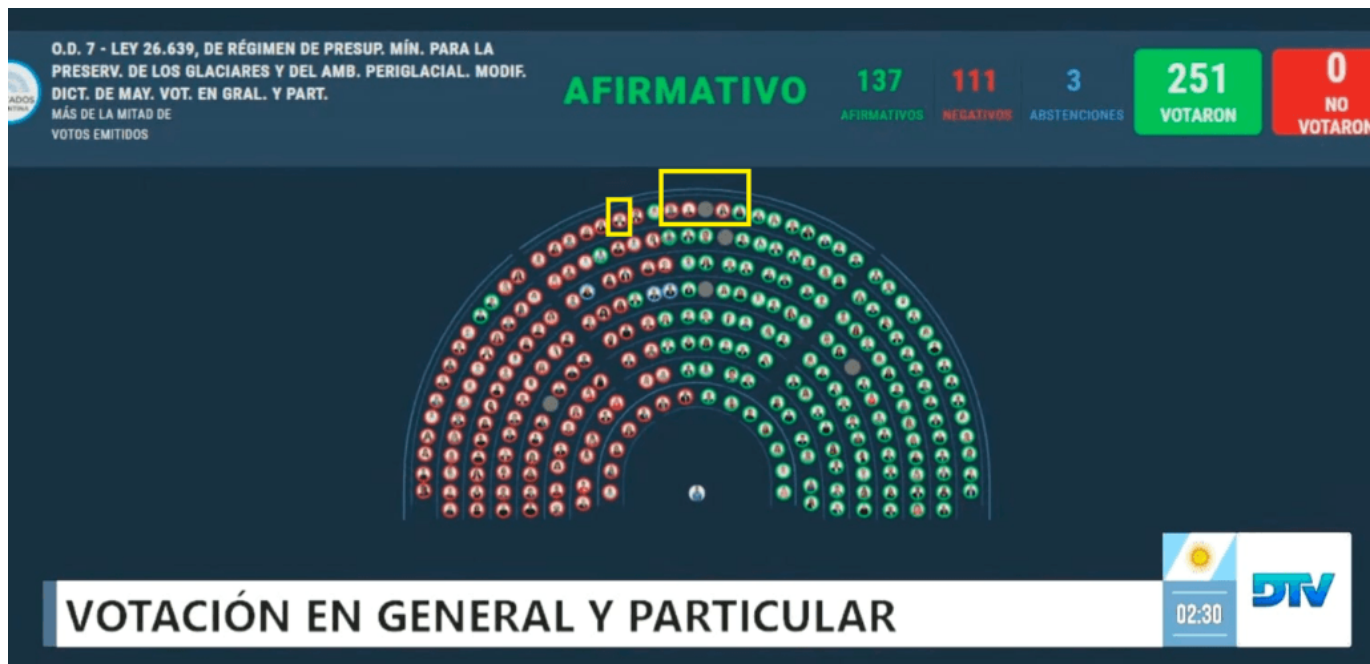 O.D. 7 - LEY 26.639, DE RÉGIMEN DE PRESUP. MÍN. PARA LA
PRESERV. DE LOS GLACIARES Y DEL AMB. PERIGLACIAL. MODIF.
DICT. DE MAY. VOT. EN GRAL. Y PART.
MÁS DE LA MITAD DE
VOTOS EMITIDOS
AFIRMATIVO
137
AFIRMATIVOS
111
NEGATIVOS
3
ABSTENCIONES
251
VOTARON
0
NO
VOTARON
VOTACIÓN EN GENERAL Y PARTICULAR
02:30
DTV